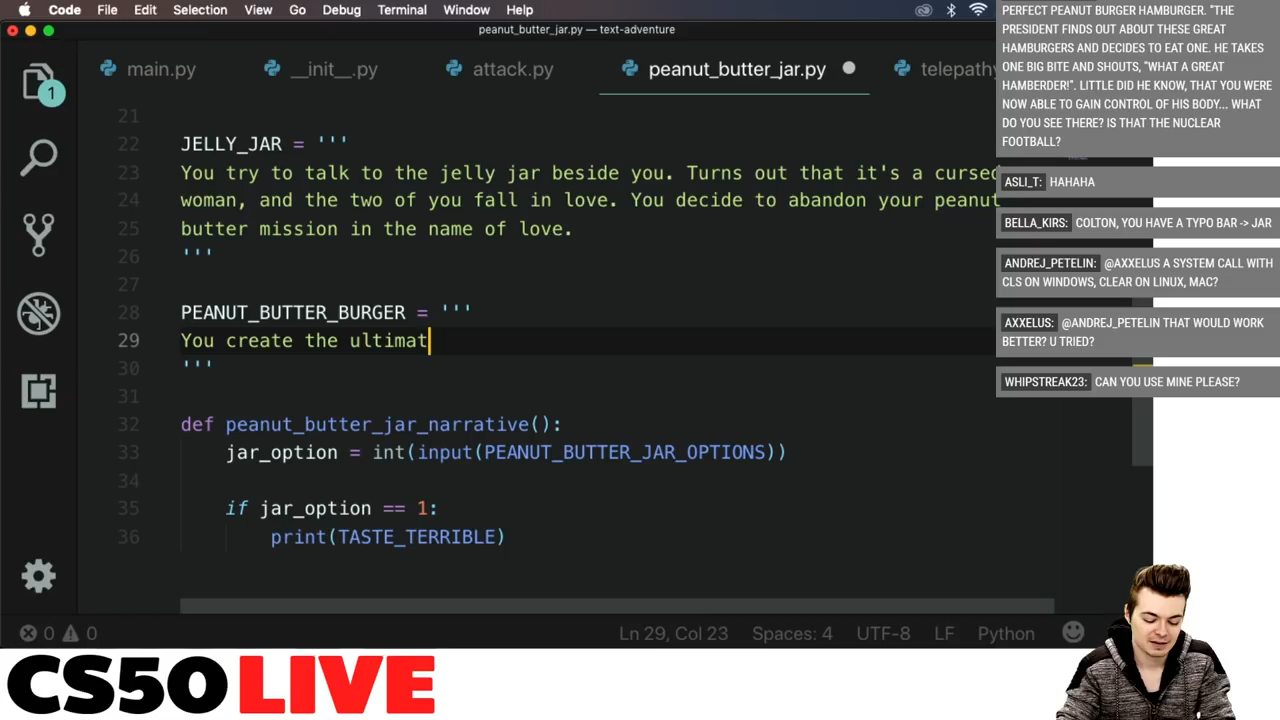 Code File Edit Selection View Go Debug Terminal Window Help
peanut_butter_jar.py — text-adventure
main.py __init__.py attack.py peanut_butter_jar.py telepathy
1
21
22 JELLY_JAR = '''
23 You try to talk to the jelly jar beside you. Turns out that it's a cursed
24 woman, and the two of you fall in love. You decide to abandon your peanut
25 butter mission in the name of love.
26 '''
27
28 PEANUT_BUTTER_BURGER = '''
29 You create the ultimat
30 '''
31
32 def peanut_butter_jar_narrative():
33 jar_option = int(input(PEANUT_BUTTER_JAR_OPTIONS))
34
35 if jar_option == 1:
36 print(TASTE_TERRIBLE)
0 0 Ln 29, Col 23 Spaces: 4 UTF-8 LF Python
PERFECT PEANUT BURGER HAMBURGER. "THE
PRESIDENT FINDS OUT ABOUT THESE GREAT
HAMBURGERS AND DECIDES TO EAT ONE. HE TAKES
ONE BIG BITE AND SHOUTS, "WHAT A GREAT
HAMBERDER!". LITTLE DID HE KNOW, THAT YOU WERE
NOW ABLE TO GAIN CONTROL OF HIS BODY... WHAT
DO YOU SEE THERE? IS THAT THE NUCLEAR
FOOTBALL?
ASLI_T: HAHAHA
BELLA_KIRS: COLTON, YOU HAVE A TYPO BAR -> JAR
ANDREJ_PETELIN: @AXXELUS A SYSTEM CALL WITH
CLS ON WINDOWS, CLEAR ON LINUX, MAC?
AXXELUS: @ANDREJ_PETELIN THAT WOULD WORK
BETTER? U TRIED?
WHIPSTREAK23: CAN YOU USE MINE PLEASE?
CS50 LIVE